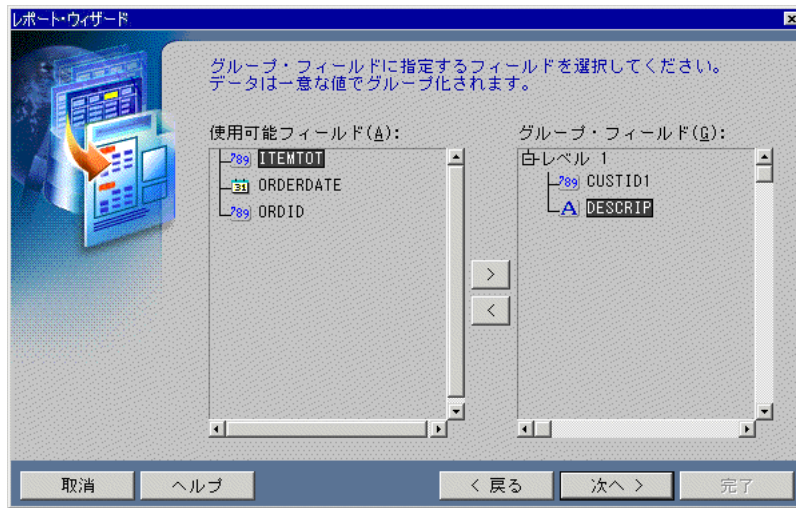 レポート・ウィザード
グループ・フィールドに指定するフィールドを選択してください。
データは一意な値でグループ化されます。
使用可能フィールド(A):
グループ・フィールド(G):
789 ITEMTOT
31 ORDERDATE
789 ORDID
レベル 1
789 CUSTID1
A DESCRIP
>
<
取消
ヘルプ
< 戻る
次へ >
完了